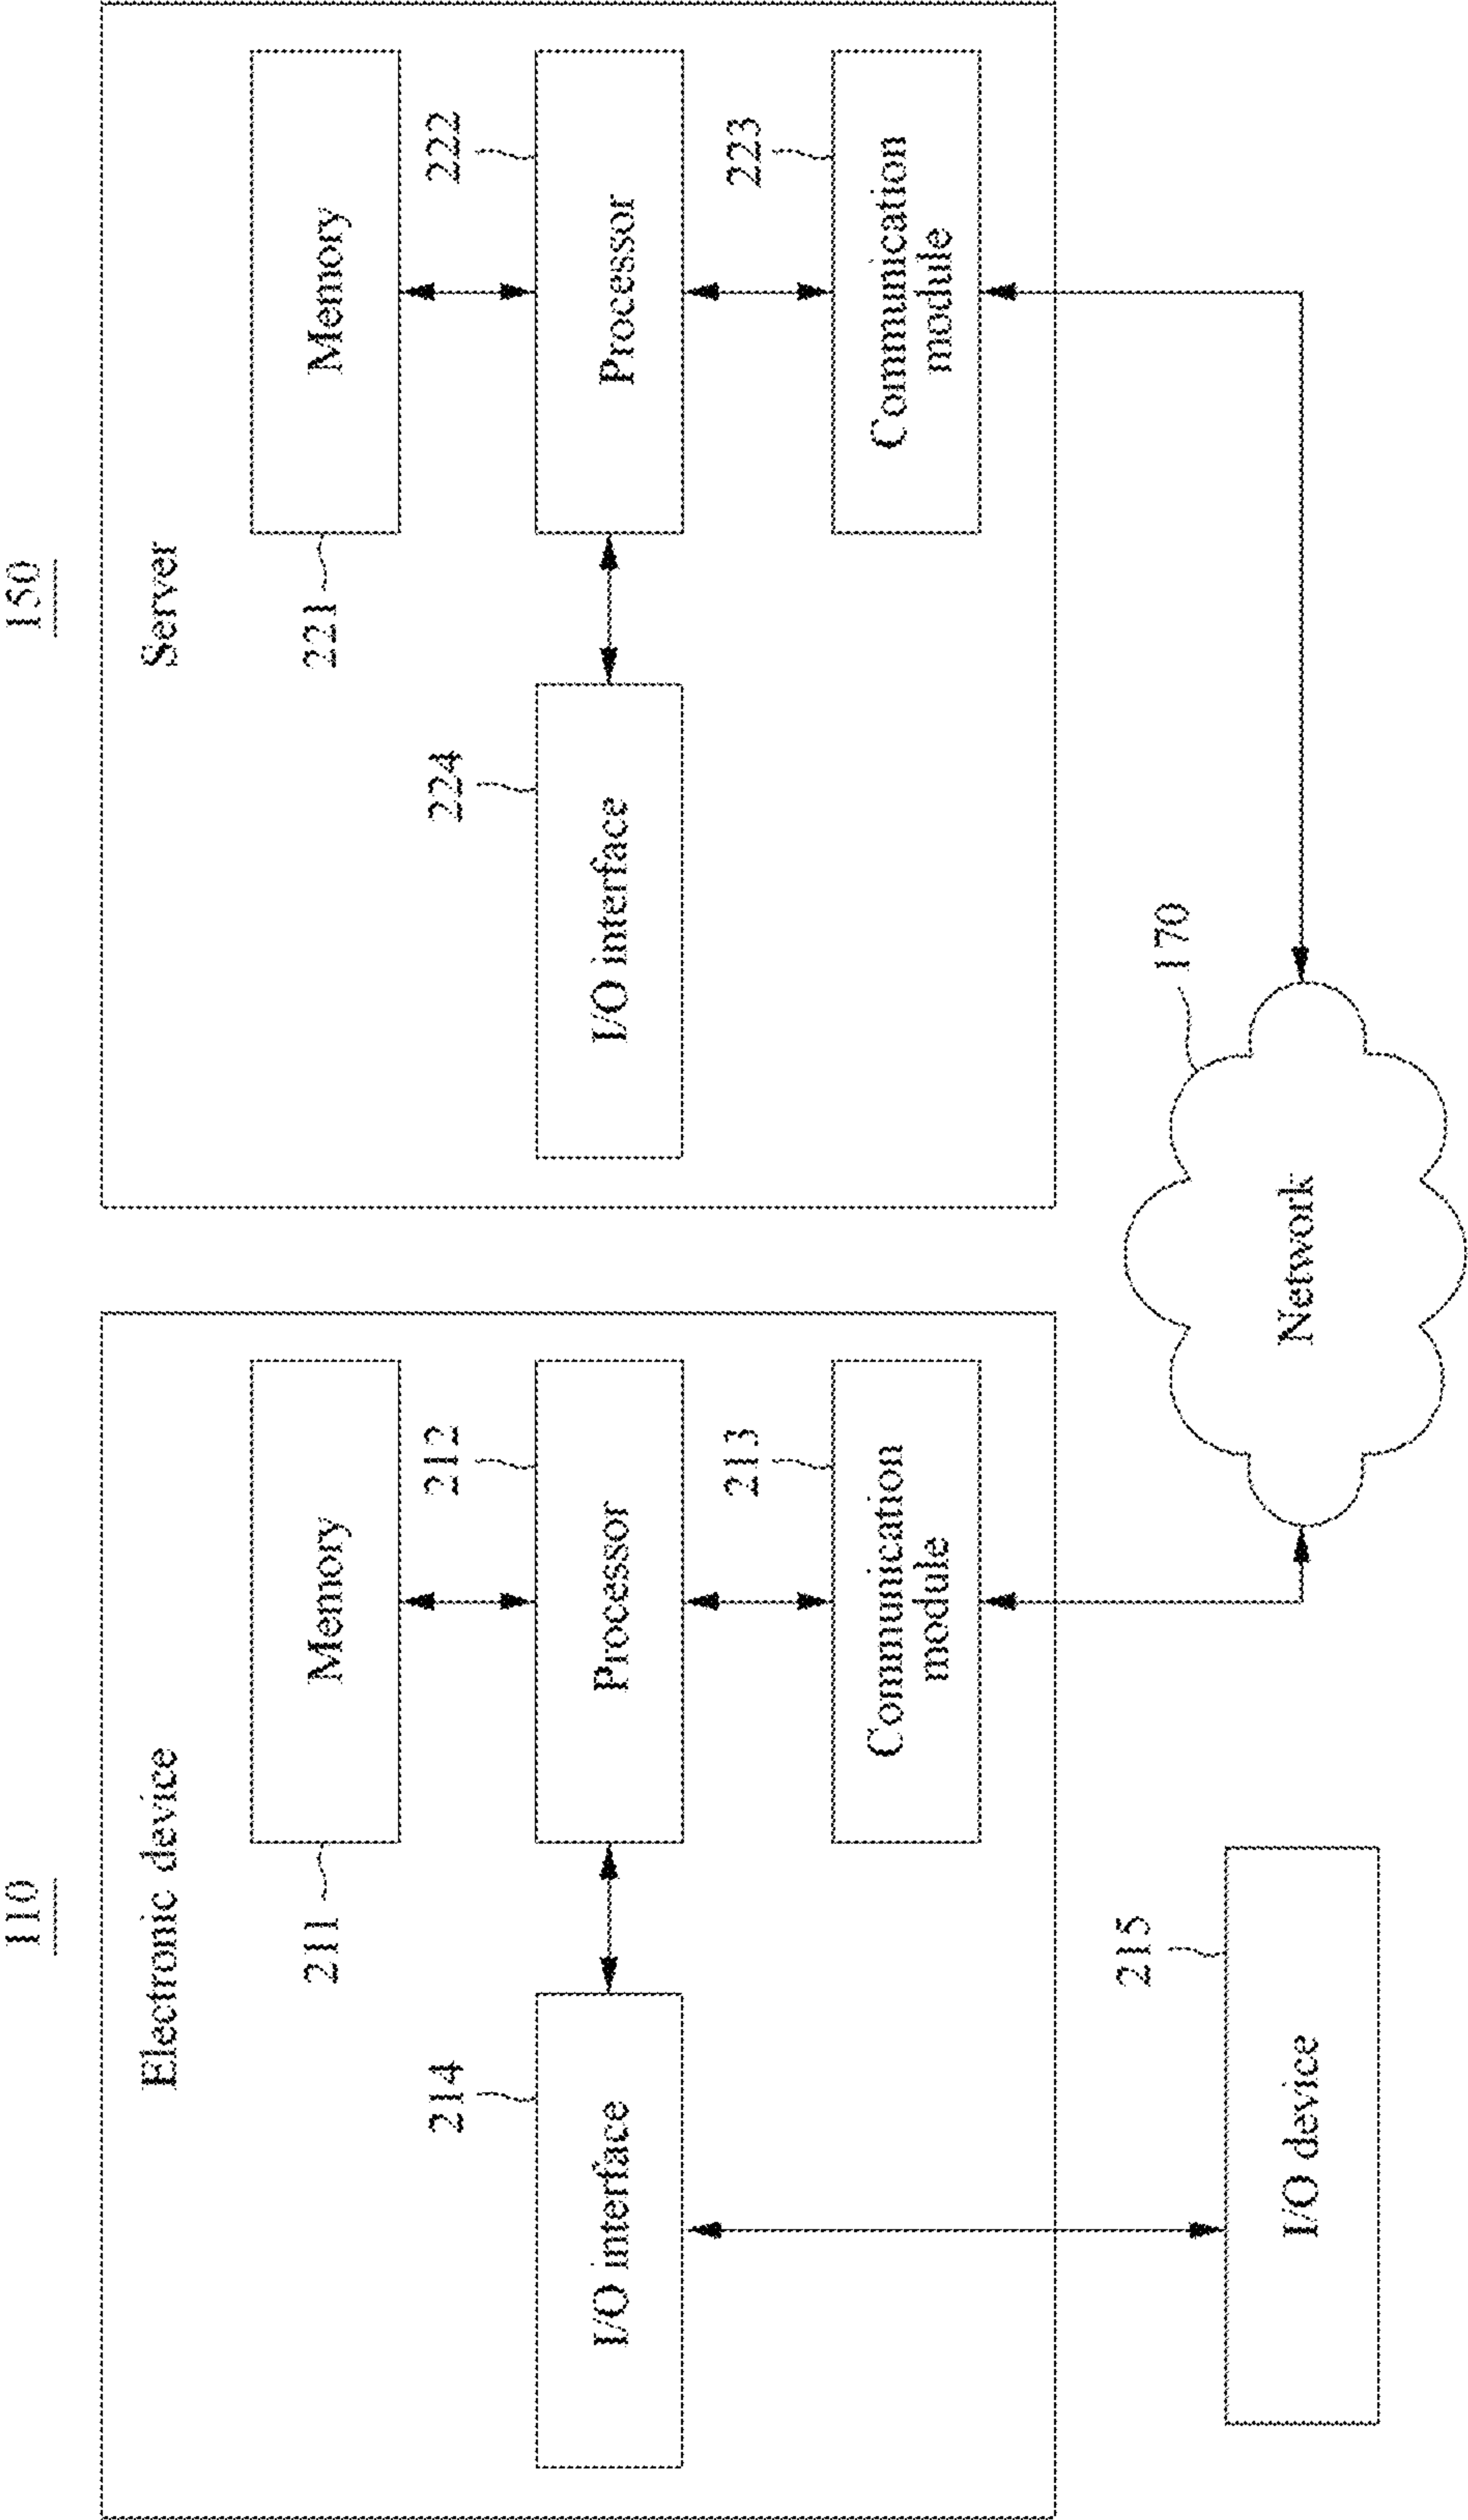 110
150
Electronic device
Server
211
Memory
221
Memory
214
212
224
222
I/O interface
Processor
I/O interface
Processor
213
223
Communication
module
Communication
module
215
170
I/O device
Network